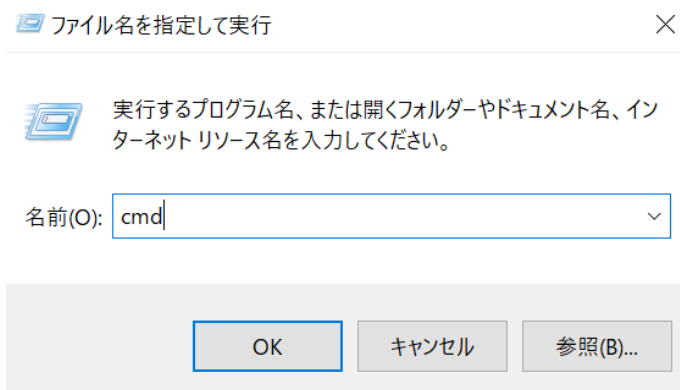 ファイル名を指定して実行
実行するプログラム名、または開くフォルダーやドキュメント名、イン
ターネット リソース名を入力してください。
名前(O): cmd
OK キャンセル 参照(B)...